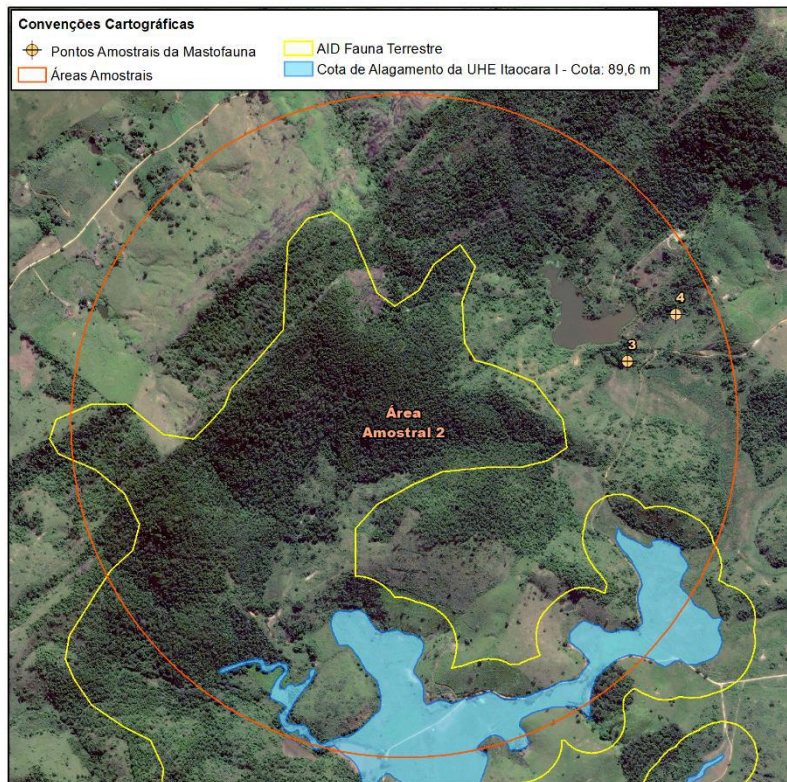 Convenções Cartográficas
Pontos Amostrais da Mastofauna
Áreas Amostrais
AID Fauna Terrestre
Cota de Alagamento da UHE Itaocara I - Cota: 89,6 m
4
3
Área
Amostral 2